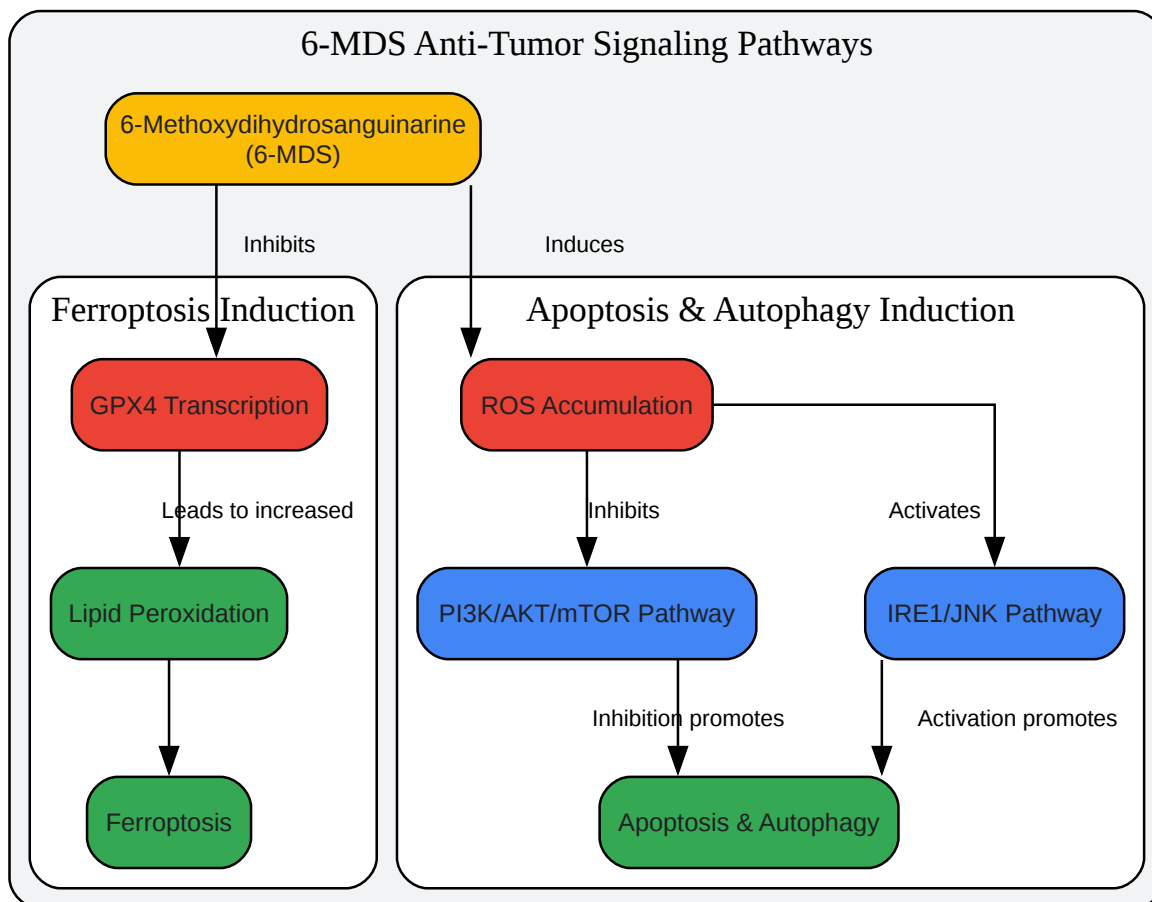 6-MDS Anti-Tumor Signaling Pathways
6-Methoxydihydrosanguinarine
(6-MDS)
Inhibits
Induces
Ferroptosis Induction
Apoptosis & Autophagy Induction
GPX4 Transcription
ROS Accumulation
Leads to increased
Inhibits
Activates
Lipid Peroxidation
PI3K/AKT/mTOR Pathway
IRE1/JNK Pathway
Inhibition promotes
Activation promotes
Ferroptosis
Apoptosis & Autophagy